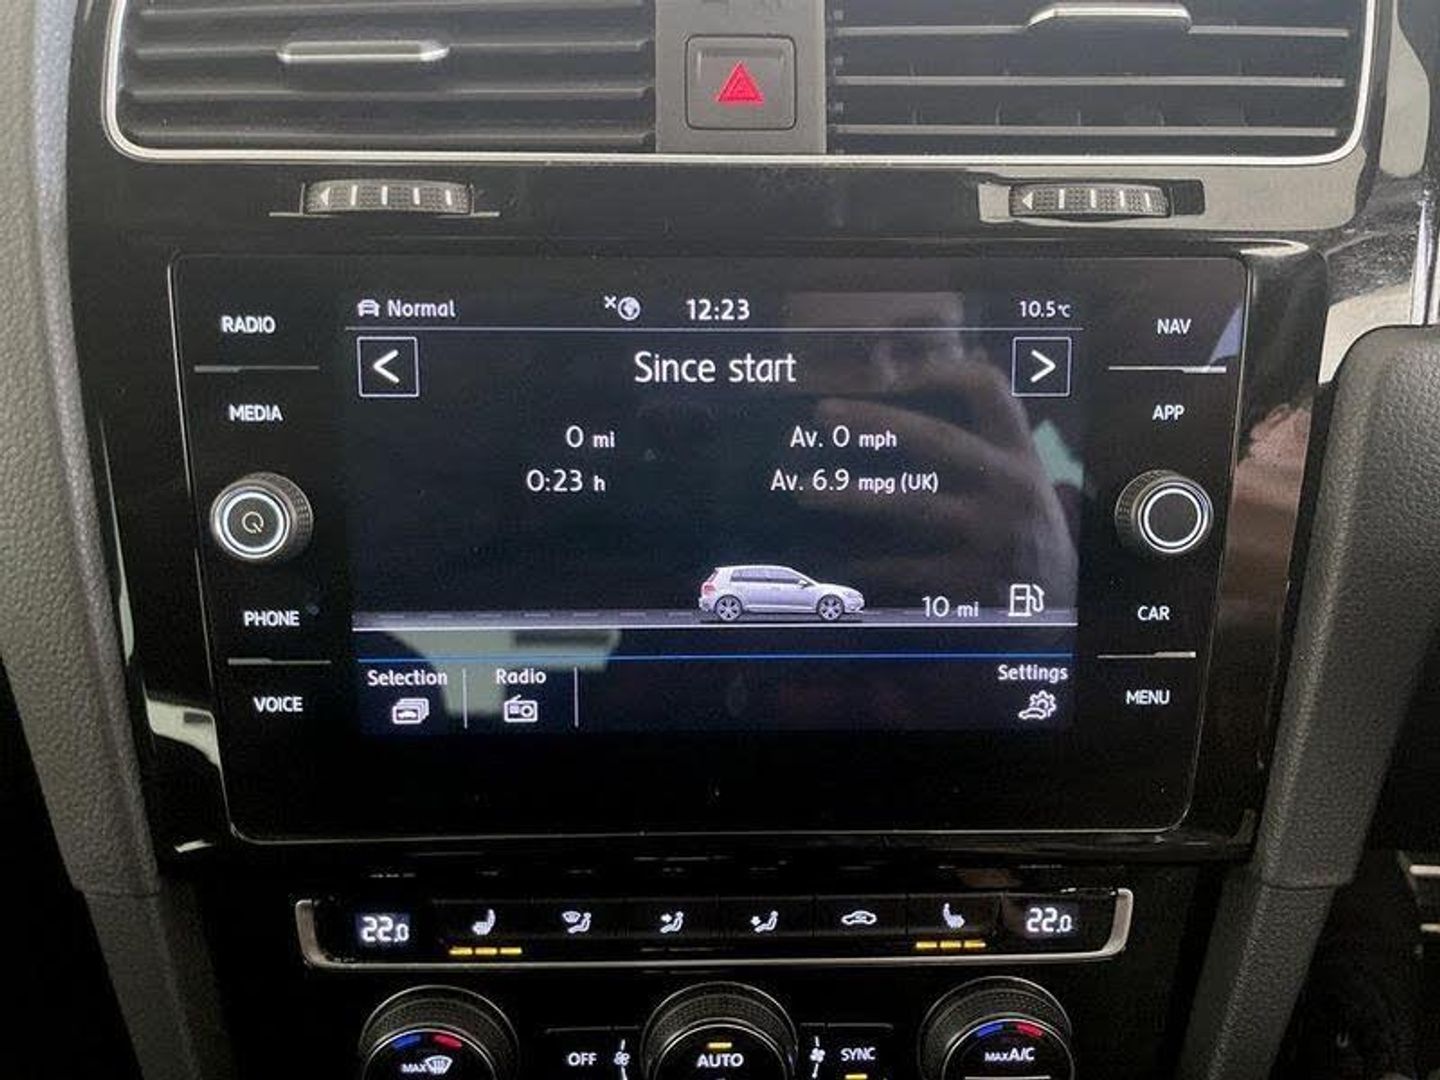 RADIO
MEDIA
PHONE
VOICE
Normal 12:23 10.5°C
< Since start >
0 mi Av. 0 mph
0:23 h Av. 6.9 mpg (UK)
10 mi
Selection Radio Settings
NAV
APP
CAR
MENU
22.0 22.0
MAX OFF AUTO SYNC MAX A/C